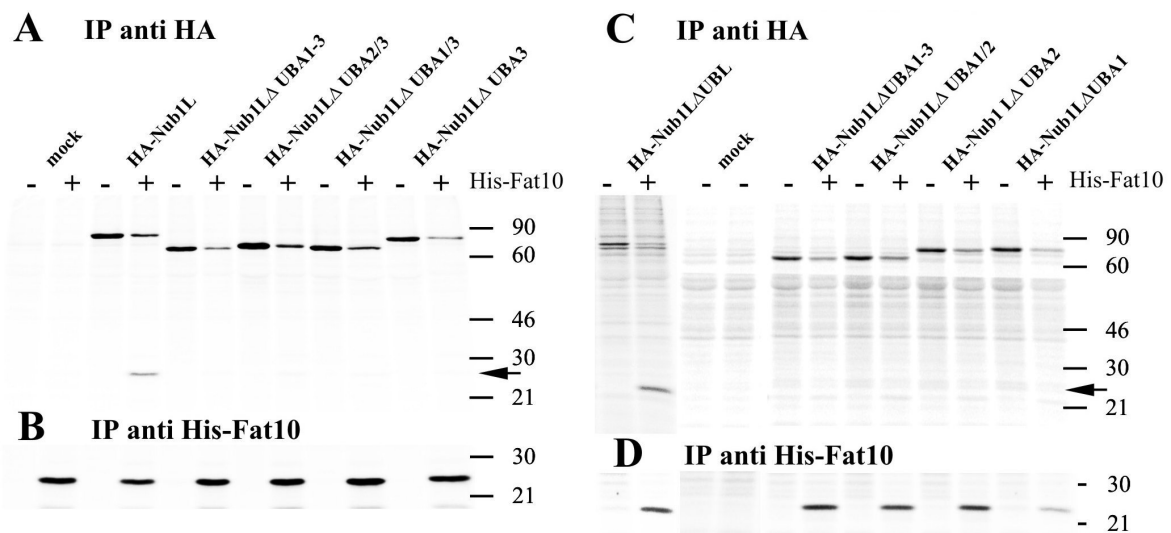 A IP anti HA
mock
HA-Nub1L
HA-Nub1LΔ UBA1-3
HA-Nub1LΔ UBA2/3
HA-Nub1LΔ UBA1/3
HA-Nub1LΔ UBA3
- + - + - + - + - + - + His-Fat10
90
60
46
30
21
B IP anti His-Fat10
30
21
C IP anti HA
HA-Nub1LΔUBL
mock
HA-Nub1LΔUBA1-3
HA-Nub1LΔ UBA1/2
HA-Nub1 LΔ UBA2
HA-Nub1LΔUBA1
- + - - - + - + - + - + His-Fat10
90
60
46
30
21
D IP anti His-Fat10
30
21